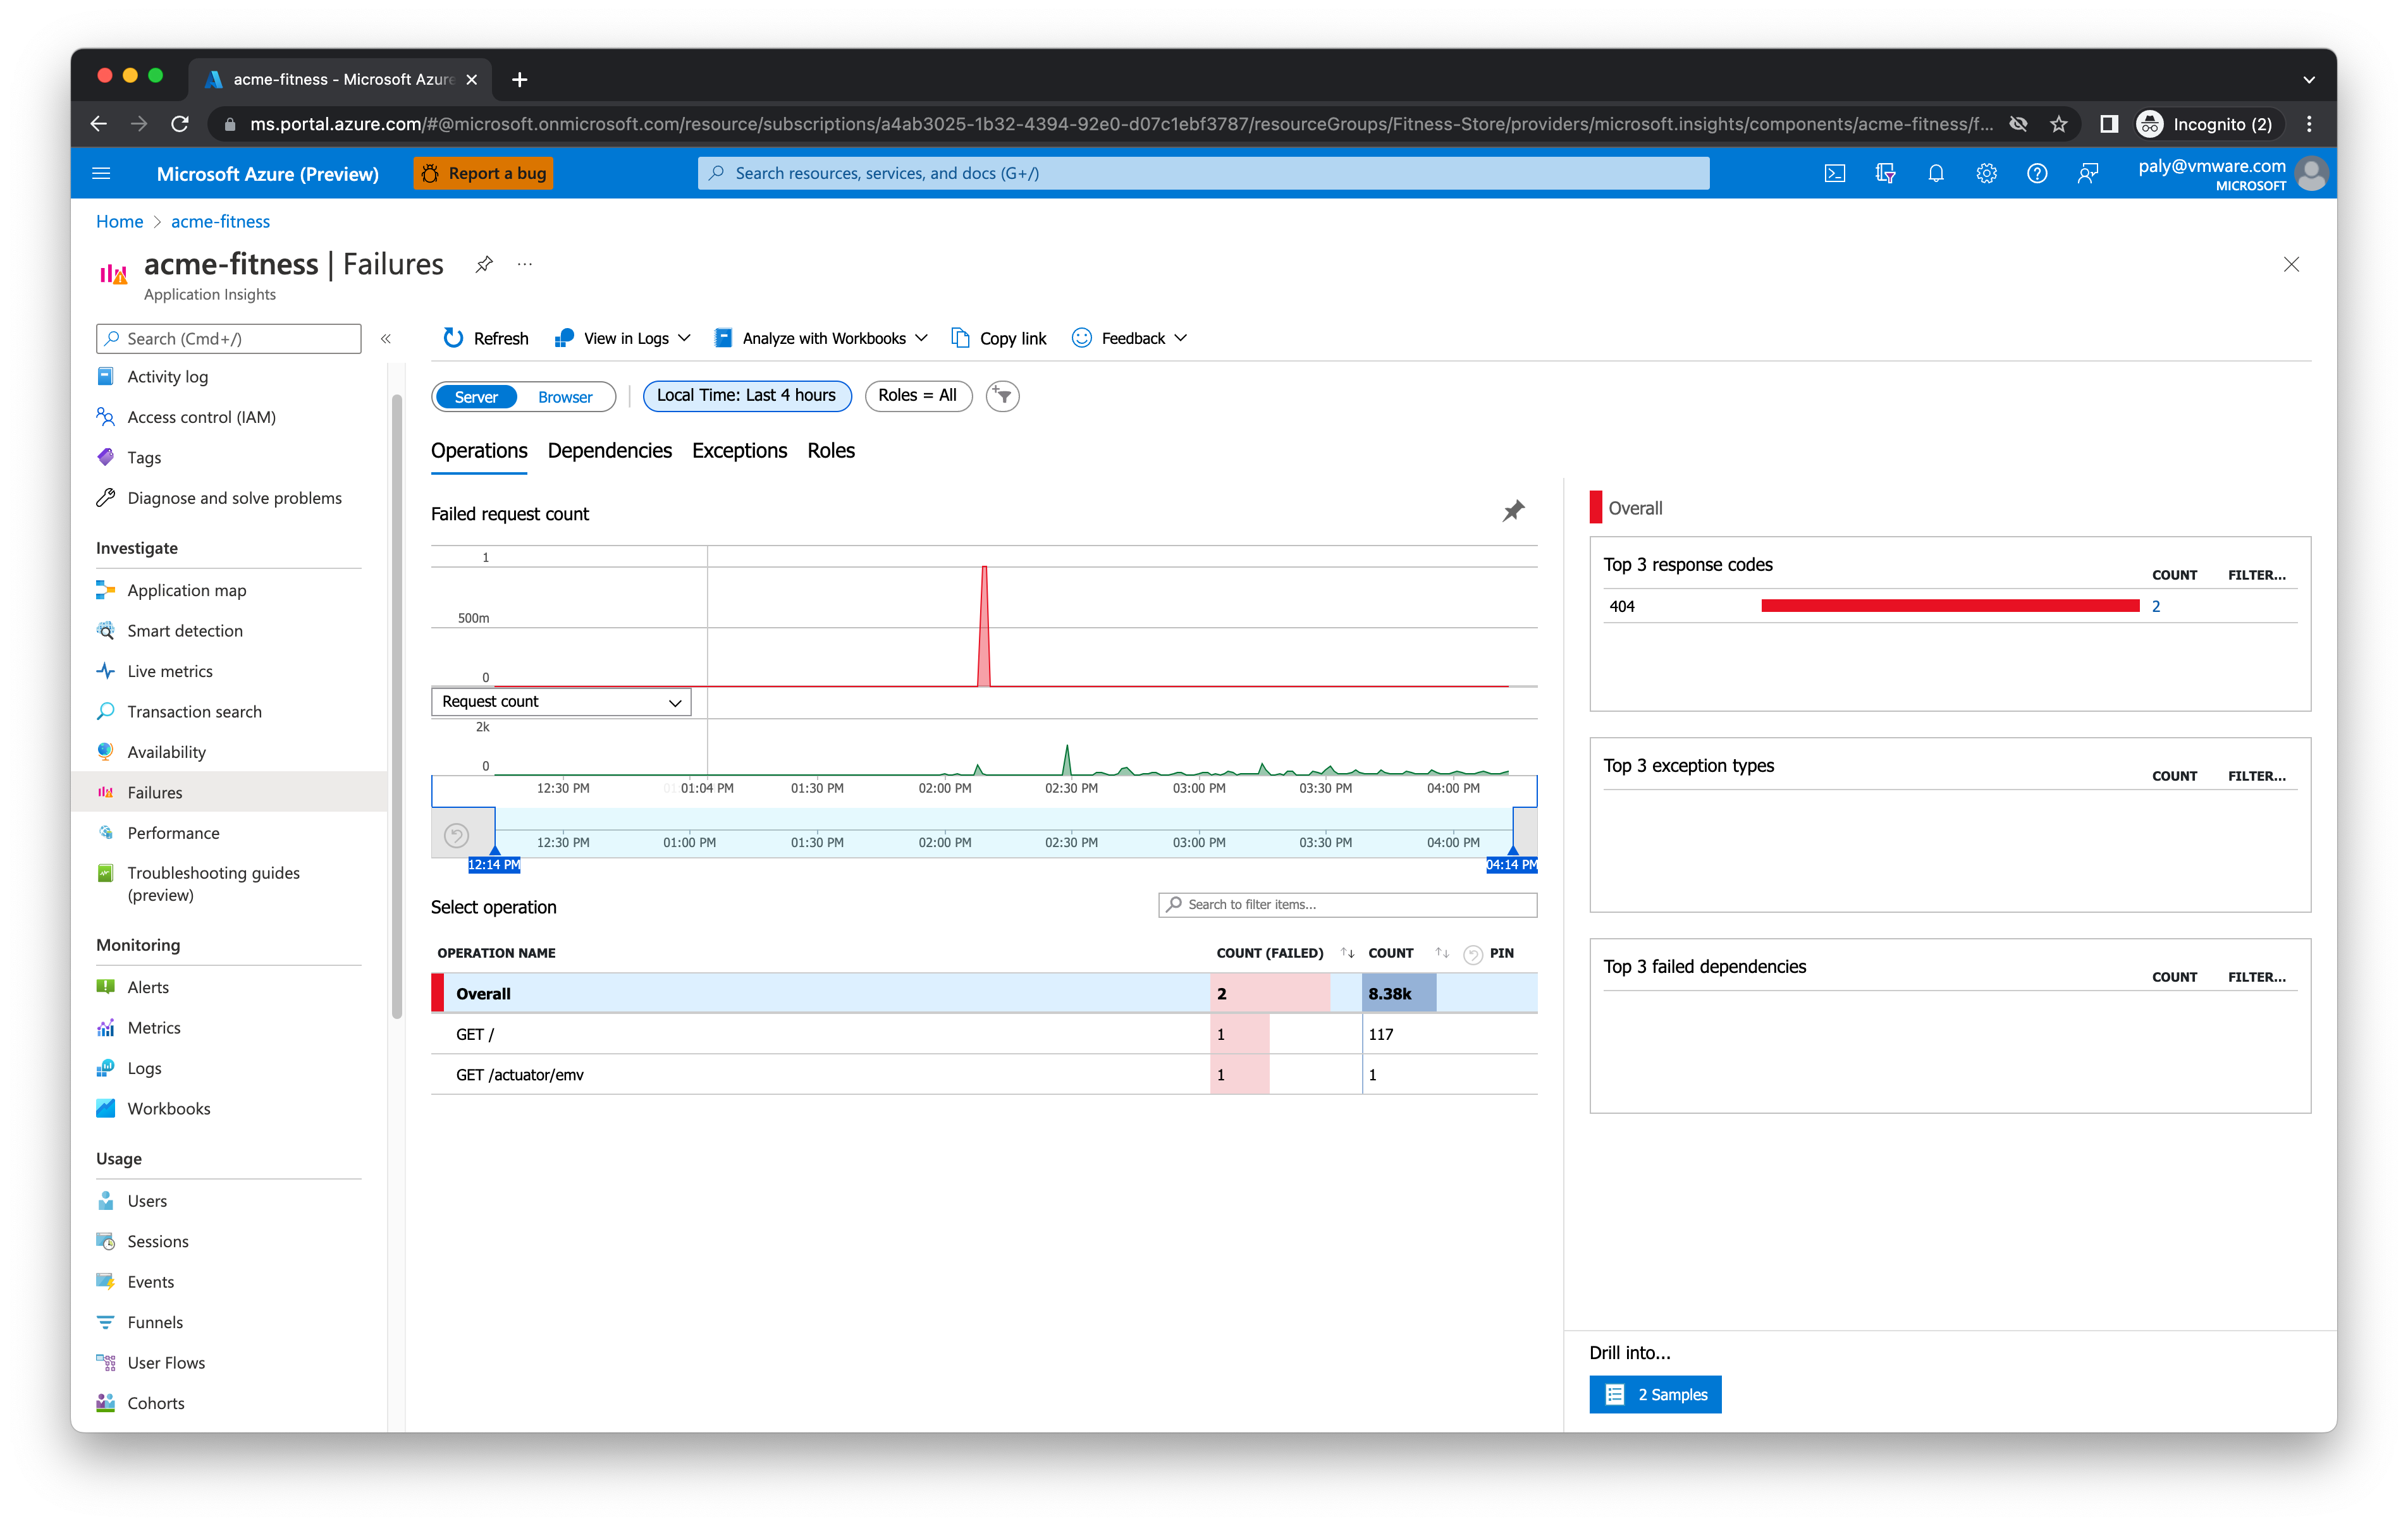 acme-fitness - Microsoft Azure
ms.portal.azure.com/#@microsoft.onmicrosoft.com/resource/subscriptions/a4ab3025-1b32-4394-92e0-d07c1ebf3787/resourceGroups/Fitness-Store/providers/microsoft.insights/components/acme-fitness/f...
Incognito (2)
Microsoft Azure (Preview)
Report a bug
Search resources, services, and docs (G+/)
paly@vmware.com
MICROSOFT
Home > acme-fitness
acme-fitness | Failures
...
Application Insights
Search (Cmd+/)
«
Activity log
Access control (IAM)
Tags
Diagnose and solve problems
Investigate
Application map
Smart detection
Live metrics
Transaction search
Availability
Failures
Performance
Troubleshooting guides
(preview)
Monitoring
Alerts
Metrics
Logs
Workbooks
Usage
Users
Sessions
Events
Funnels
User Flows
Cohorts
Refresh
View in Logs
Analyze with Workbooks
Copy link
Feedback
Server
Browser
Local Time: Last 4 hours
Roles = All
Operations
Dependencies
Exceptions
Roles
Failed request count
1
500m
0
Request count
2k
0
12:30 PM 01:04 PM 01:30 PM 02:00 PM 02:30 PM 03:00 PM 03:30 PM 04:00 PM
12:30 PM 01:00 PM 01:30 PM 02:00 PM 02:30 PM 03:00 PM 03:30 PM 04:00 PM
12:14 PM
04:14 PM
Select operation
Search to filter items...
OPERATION NAME COUNT (FAILED) COUNT PIN
Overall 2 8.38k
GET / 1 117
GET /actuator/emv 1 1
Overall
Top 3 response codes
COUNT FILTER...
404 2
Top 3 exception types
COUNT FILTER...
Top 3 failed dependencies
COUNT FILTER...
Drill into...
2 Samples